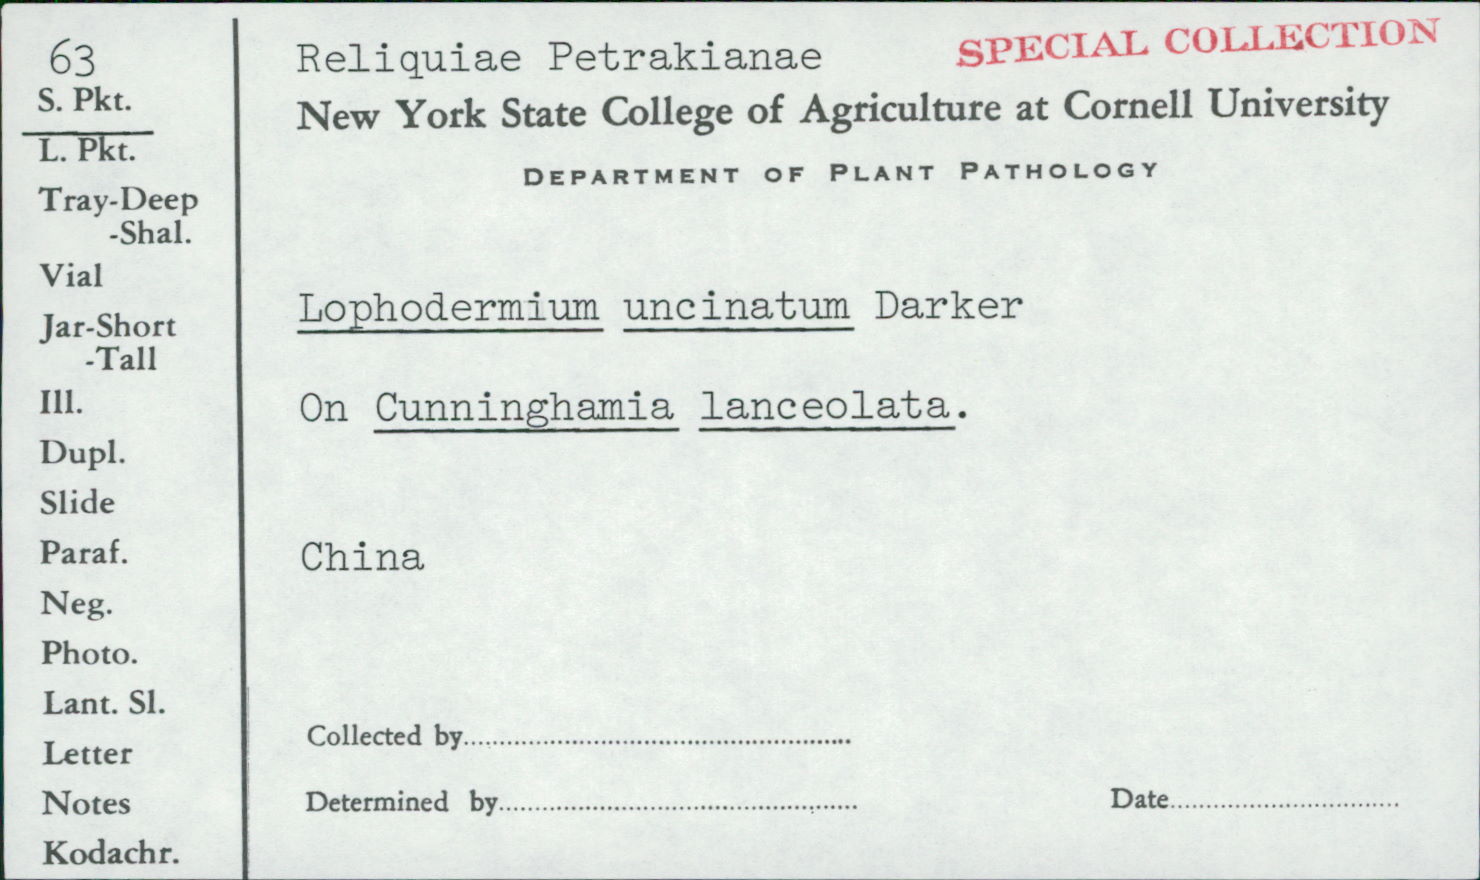 63
S. Pkt.
L. Pkt.
Tray-Deep
-Shal.
Vial
Jar-Short
-Tall
Ill.
Dupl.
Slide
Paraf.
Neg.
Photo.
Lant. Sl.
Letter
Notes
Kodachr.
Reliquiae Petrakianae
SPECIAL COLLECTION
New York State College of Agriculture at Cornell University
DEPARTMENT OF PLANT PATHOLOGY
Lophodermium uncinatum Darker
On Cunninghamia lanceolata.
China
Collected by
Determined by
Date